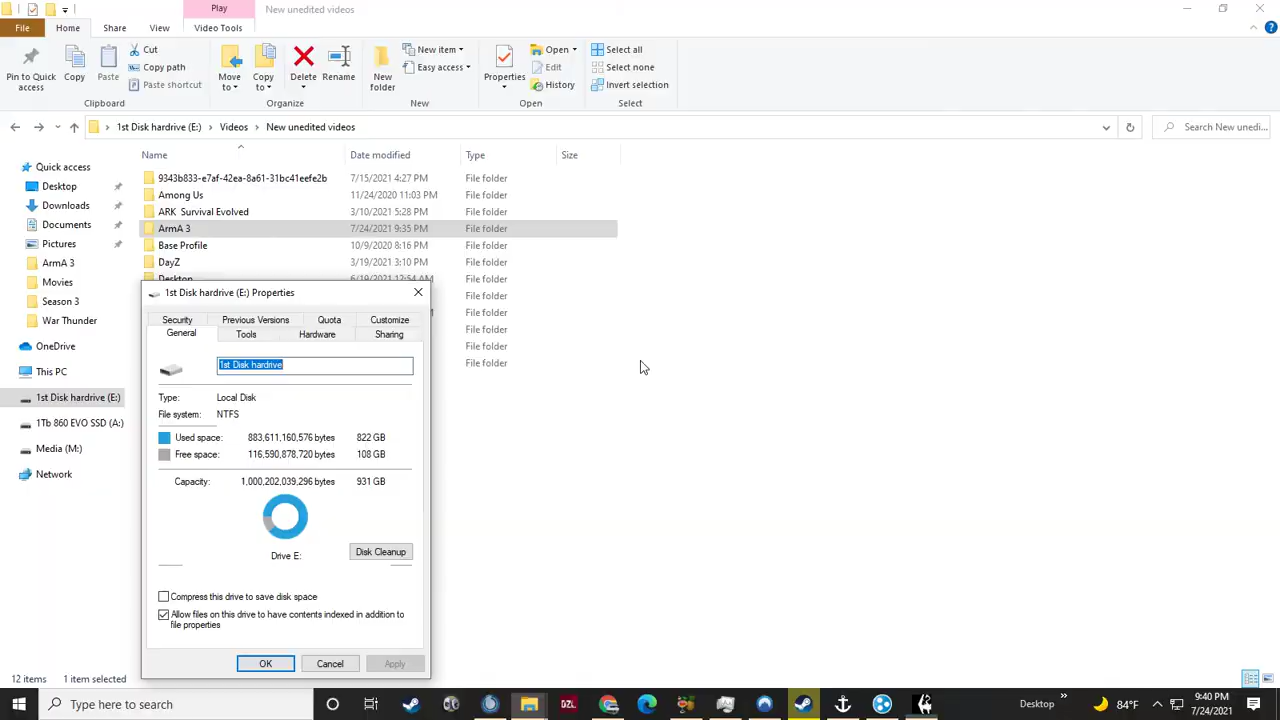 Play New unedited videos
File Home Share View Video Tools
Pin to Quick access Copy Paste Cut Copy path Paste shortcut Move to Copy to Delete Rename New folder New item Easy access Properties Open Edit History Select all Select none Invert selection
Clipboard Organize New Open Select
1st Disk hardrive (E:) Videos New unedited videos Search New unedi...
Name Date modified Type Size
Quick access
Desktop
Downloads
Documents
Pictures
ArmA 3
Movies
Season 3
War Thunder
OneDrive
This PC
1st Disk hardrive (E:)
1Tb 860 EVO SSD (A:)
Media (M:)
Network
9343b833-e7af-42ea-8a61-31bc41eefe2b 7/15/2021 4:27 PM File folder
Among Us 11/24/2020 11:03 PM File folder
ARK Survival Evolved 3/10/2021 5:28 PM File folder
ArmA 3 7/24/2021 9:35 PM File folder
Base Profile 10/9/2020 8:16 PM File folder
DayZ 3/19/2021 3:10 PM File folder
Desktop 6/19/2021 12:54 AM File folder
File folder
File folder
File folder
File folder
File folder
1st Disk hardrive (E:) Properties
Security Previous Versions Quota Customize
General Tools Hardware Sharing
1st Disk hardrive
Type: Local Disk
File system: NTFS
Used space: 883,611,160,576 bytes 822 GB
Free space: 116,590,878,720 bytes 108 GB
Capacity: 1,000,202,039,296 bytes 931 GB
Drive E: Disk Cleanup
Compress this drive to save disk space
Allow files on this drive to have contents indexed in addition to
file properties
OK Cancel Apply
12 items 1 item selected
Type here to search DZL Desktop 84°F 9:40 PM
7/24/2021